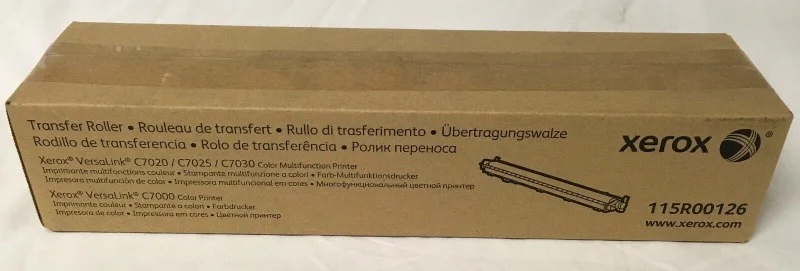 Transfer Roller • Rouleau de transfert • Rullo di trasferimento • Übertragungswalze
Rodillo de transferencia • Rolo de transferência • Ролик переноса
Xerox® VersaLink® C7020 / C7025 / C7030 Color Multifunction Printer
Imprimante multifonctions couleur • Stampante multifunzione a colori • Farb-Multifunktionsdrucker
Impresora multifunción de color • Impressora multifuncional em cores • Многофункциональный цветной принтер
Xerox® VersaLink® C7000 Color Printer
Imprimante couleur • Stampante a colori • Farbdrucker
Impresora de color • Impressora em cores • Цветной принтер
xerox ®
115R00126
www.xerox.com